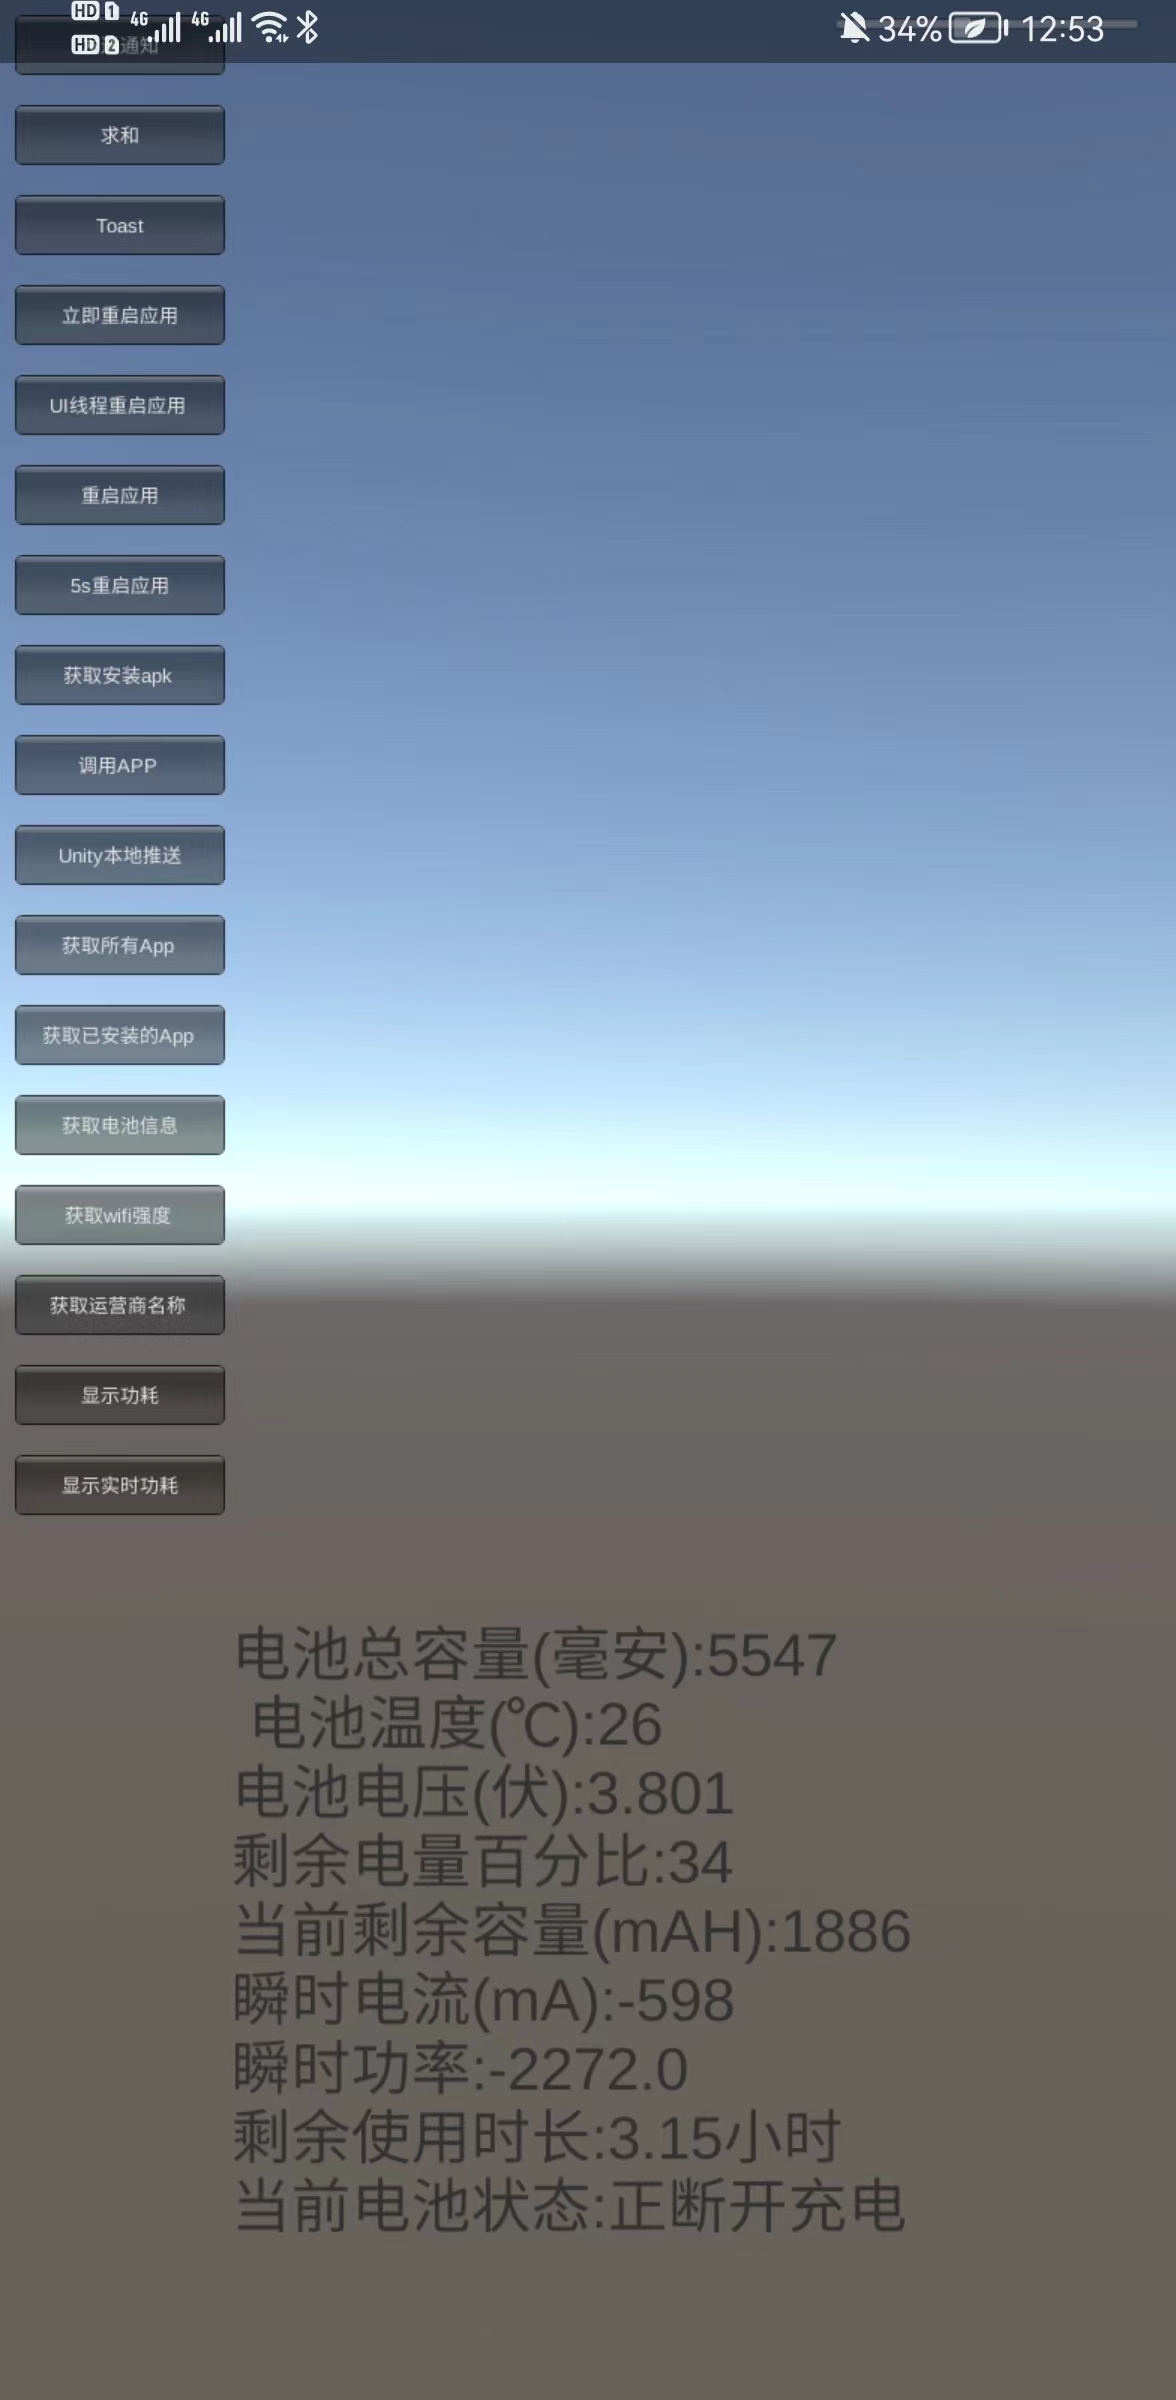 HD 1 4G 4G 34% 12:53
HD 2
通知
求和
Toast
立即重启应用
UI线程重启应用
重启应用
5s重启应用
获取安装apk
调用APP
Unity本地推送
获取所有App
获取已安装的App
获取电池信息
获取wifi强度
获取运营商名称
显示功耗
显示实时功耗
电池总容量(毫安):5547
电池温度(℃):26
电池电压(伏):3.801
剩余电量百分比:34
当前剩余容量(mAH):1886
瞬时电流(mA):-598
瞬时功率:-2272.0
剩余使用时长:3.15小时
当前电池状态:正断开充电